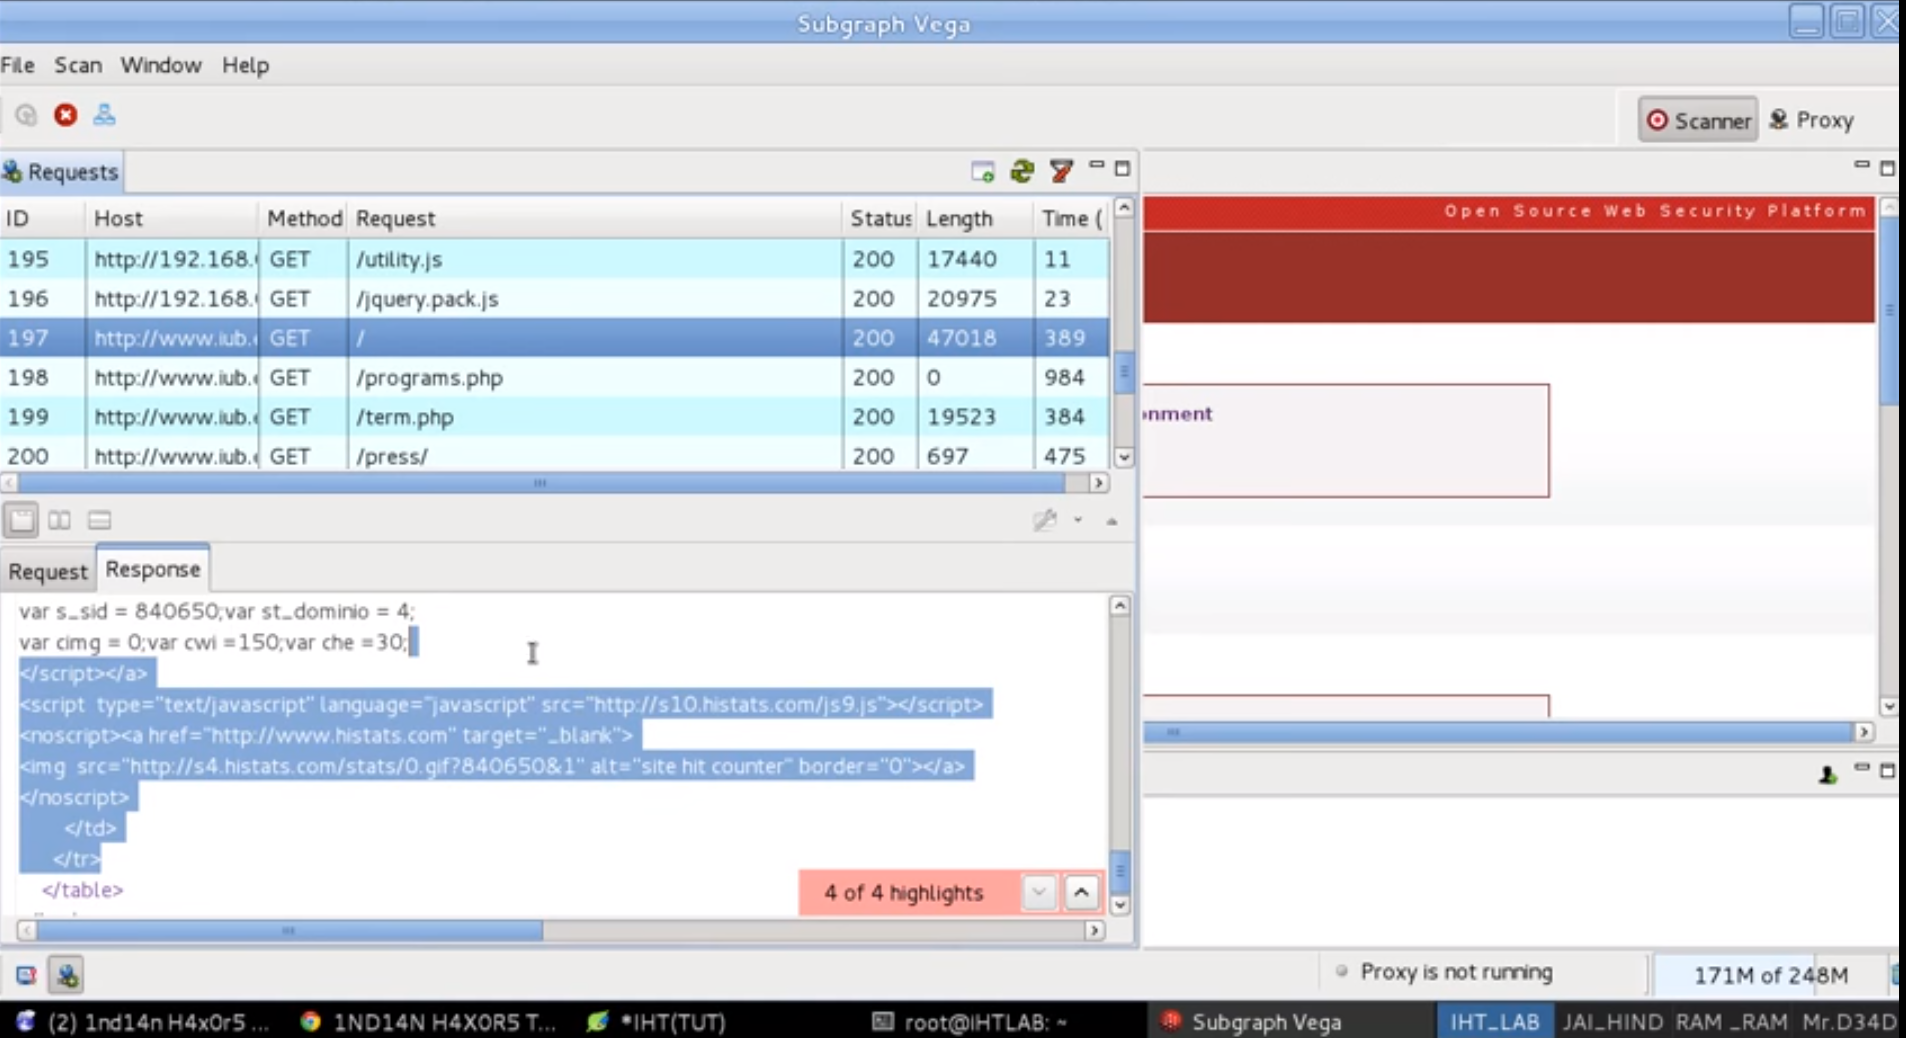 Subgraph Vega
File Scan Window Help
Scanner Proxy
Requests
ID Host Method Request Status Length Time (
195 http://192.168. GET /utility.js 200 17440 11
196 http://192.168. GET /jquery.pack.js 200 20975 23
197 http://www.iub. GET / 200 47018 389
198 http://www.iub. GET /programs.php 200 0 984
199 http://www.iub. GET /term.php 200 19523 384
200 http://www.iub. GET /press/ 200 697 475
Open Source Web Security Platform
onment
Request Response
var s_sid = 840650;var st_dominio = 4;
var cimg = 0;var cwi =150;var che =30;
</script></a>
<script type="text/javascript" language="javascript" src="http://s10.histats.com/js9.js"></script>
<noscript><a href="http://www.histats.com" target="_blank">
<img src="http://s4.histats.com/stats/0.gif?840650&1" alt="site hit counter" border="0"></a>
</noscript>
</td>
</tr>
</table>
4 of 4 highlights
Proxy is not running 171M of 248M
(2) 1nd14n H4x0r5 ... 1ND14N H4X0R5 T... *IHT(TUT) root@iHTLAB: ~ Subgraph Vega IHT_LAB JAI_HIND RAM _RAM Mr.D34D